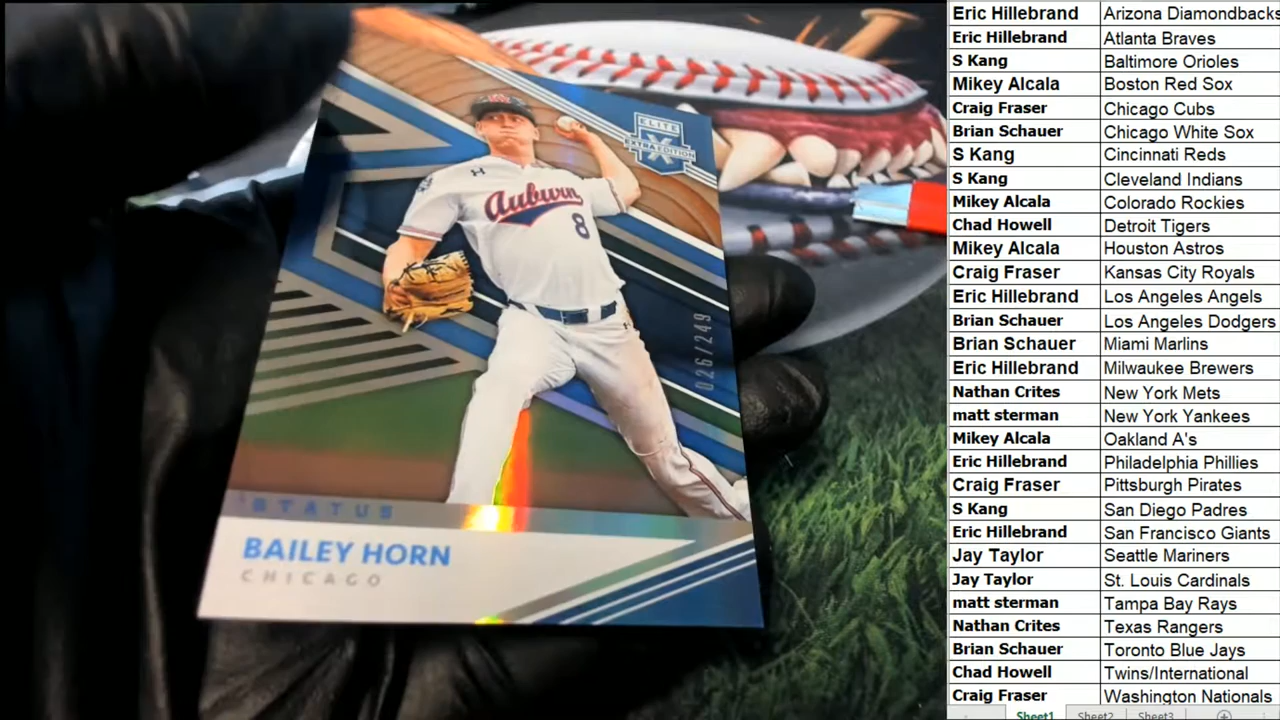 ELITE
EXTRA EDITION
X
Auburn
8
026/249
STATUS
BAILEY HORN
CHICAGO
Eric Hillebrand Arizona Diamondbacks
Eric Hillebrand Atlanta Braves
S Kang Baltimore Orioles
Mikey Alcala Boston Red Sox
Craig Fraser Chicago Cubs
Brian Schauer Chicago White Sox
S Kang Cincinnati Reds
S Kang Cleveland Indians
Mikey Alcala Colorado Rockies
Chad Howell Detroit Tigers
Mikey Alcala Houston Astros
Craig Fraser Kansas City Royals
Eric Hillebrand Los Angeles Angels
Brian Schauer Los Angeles Dodgers
Brian Schauer Miami Marlins
Eric Hillebrand Milwaukee Brewers
Nathan Crites New York Mets
matt sterman New York Yankees
Mikey Alcala Oakland A's
Eric Hillebrand Philadelphia Phillies
Craig Fraser Pittsburgh Pirates
S Kang San Diego Padres
Eric Hillebrand San Francisco Giants
Jay Taylor Seattle Mariners
Jay Taylor St. Louis Cardinals
matt sterman Tampa Bay Rays
Nathan Crites Texas Rangers
Brian Schauer Toronto Blue Jays
Chad Howell Twins/International
Craig Fraser Washington Nationals
Sheet1 Sheet2 Sheet3